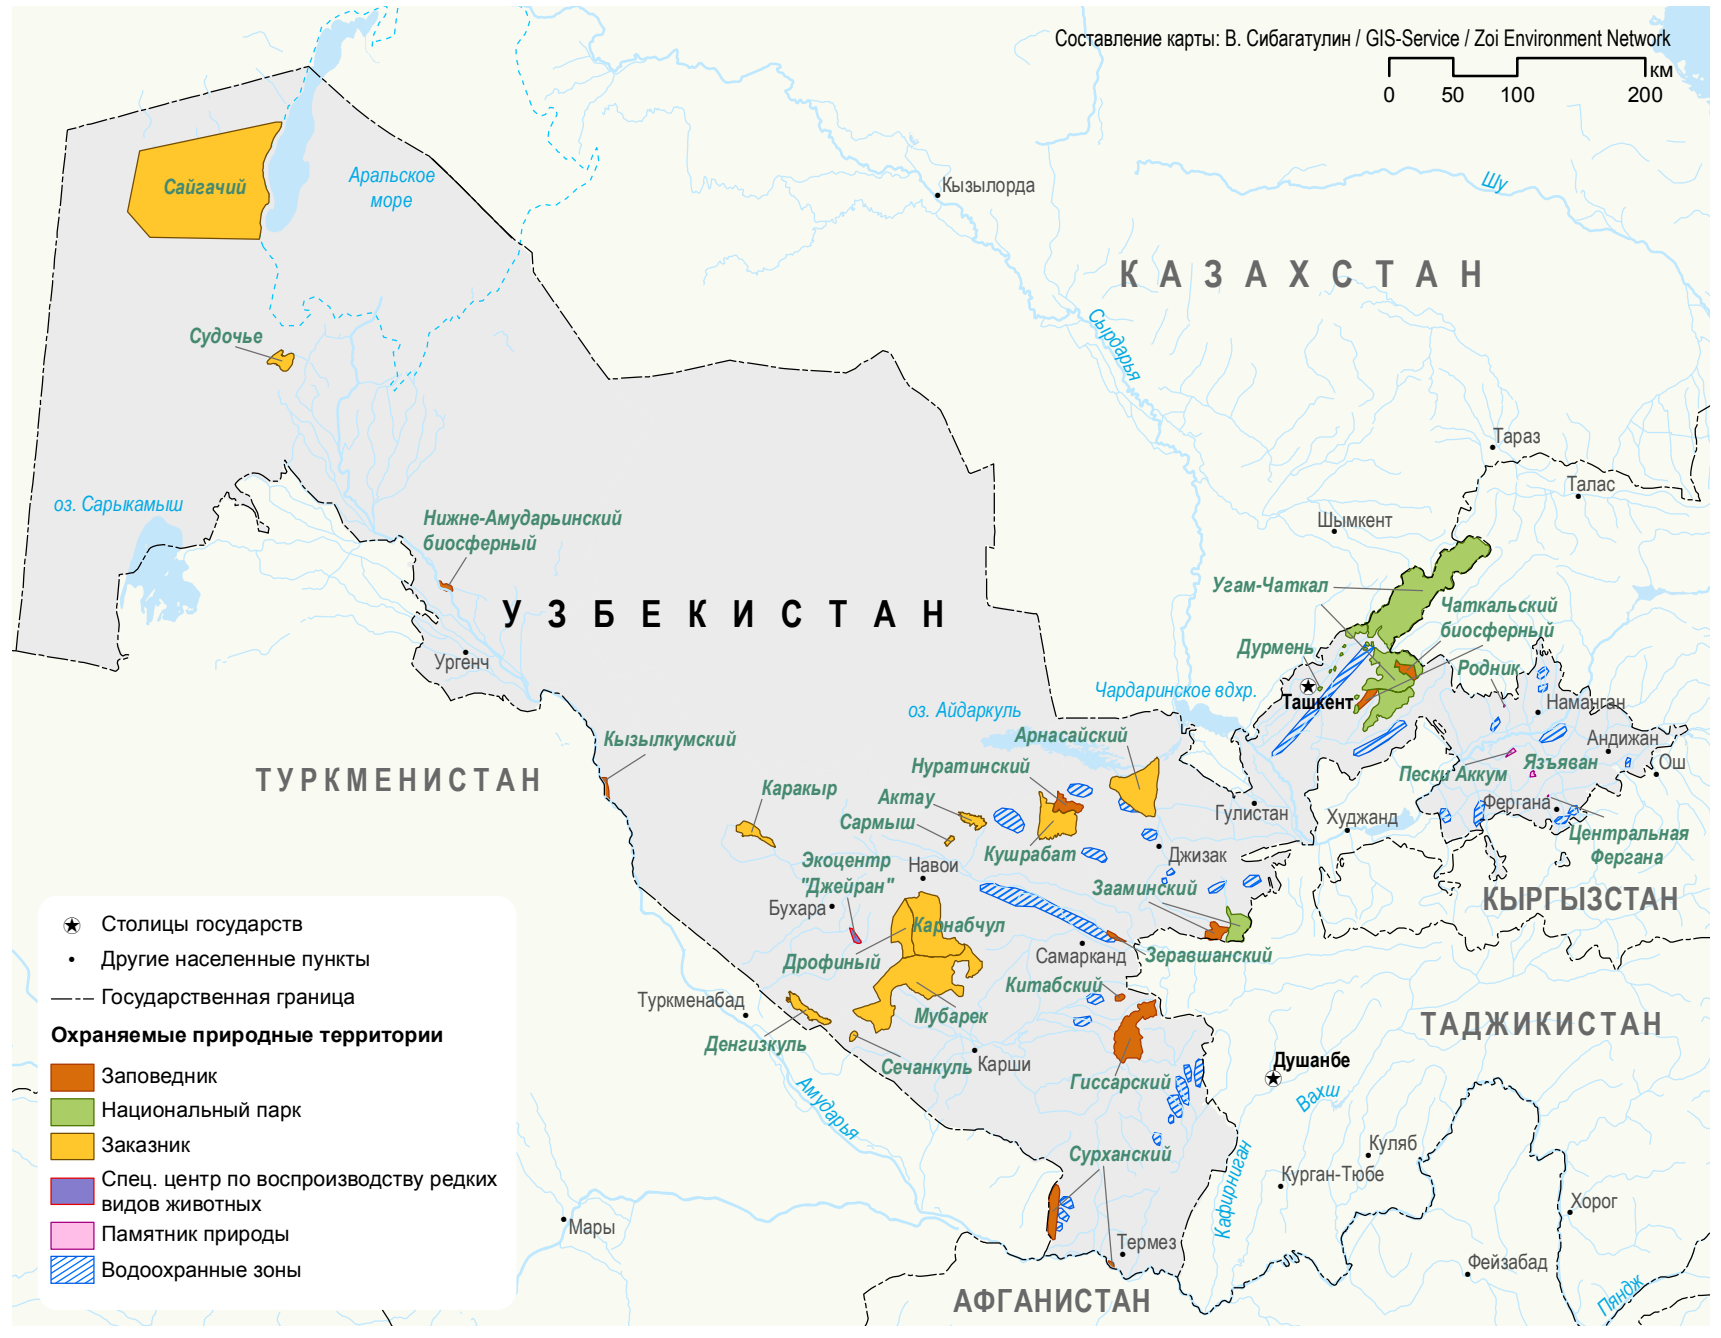 Составление карты: В. Сибагатулин / GIS-Service / Zoi Environment Network
км
0 50 100 200
Сайгачий
Аральское
море
Кызылорда
Шу
КАЗАХСТАН
Судочье
Сырдарья
Тараз
Талас
оз. Сарыкамыш
Нижне-Амударьинский
биосферный
Шымкент
Угам-Чаткал
Чаткальский
биосферный
УЗБЕКИСТАН
Дурмень
Родник
Ургенч
Чардаринское вдхр.
Ташкент
Наманган
оз. Айдаркуль
Арнасайский
Кызылкумский
Андижан
Язъяван
Ош
ТУРКМЕНИСТАН
Нуратинский
Пески Аккум
Каракыр
Актау
Фергана
Сармыш
Гулистан
Худжанд
Центральная
Фергана
Кушрабат
Джизак
Экоцентр
"Джейран"
Навои
Зааминский
КЫРГЫЗСТАН
Бухара
Карнабчул
Дрофиный
Самарканд
Зеравшанский
Китабский
Туркменабад
Мубарек
ТАДЖИКИСТАН
Денгизкуль
Сечанкуль
Карши
Гиссарский
Душанбе
Вахш
Амударья
Сурханский
Куляб
Курган-Тюбе
Кафирниган
Хорог
Мары
Термез
Фейзабад
Пяндж
АФГАНИСТАН
Столицы государств
Другие населенные пункты
Государственная граница
Охраняемые природные территории
Заповедник
Национальный парк
Заказник
Спец. центр по воспроизводству редких
видов животных
Памятник природы
Водоохранные зоны